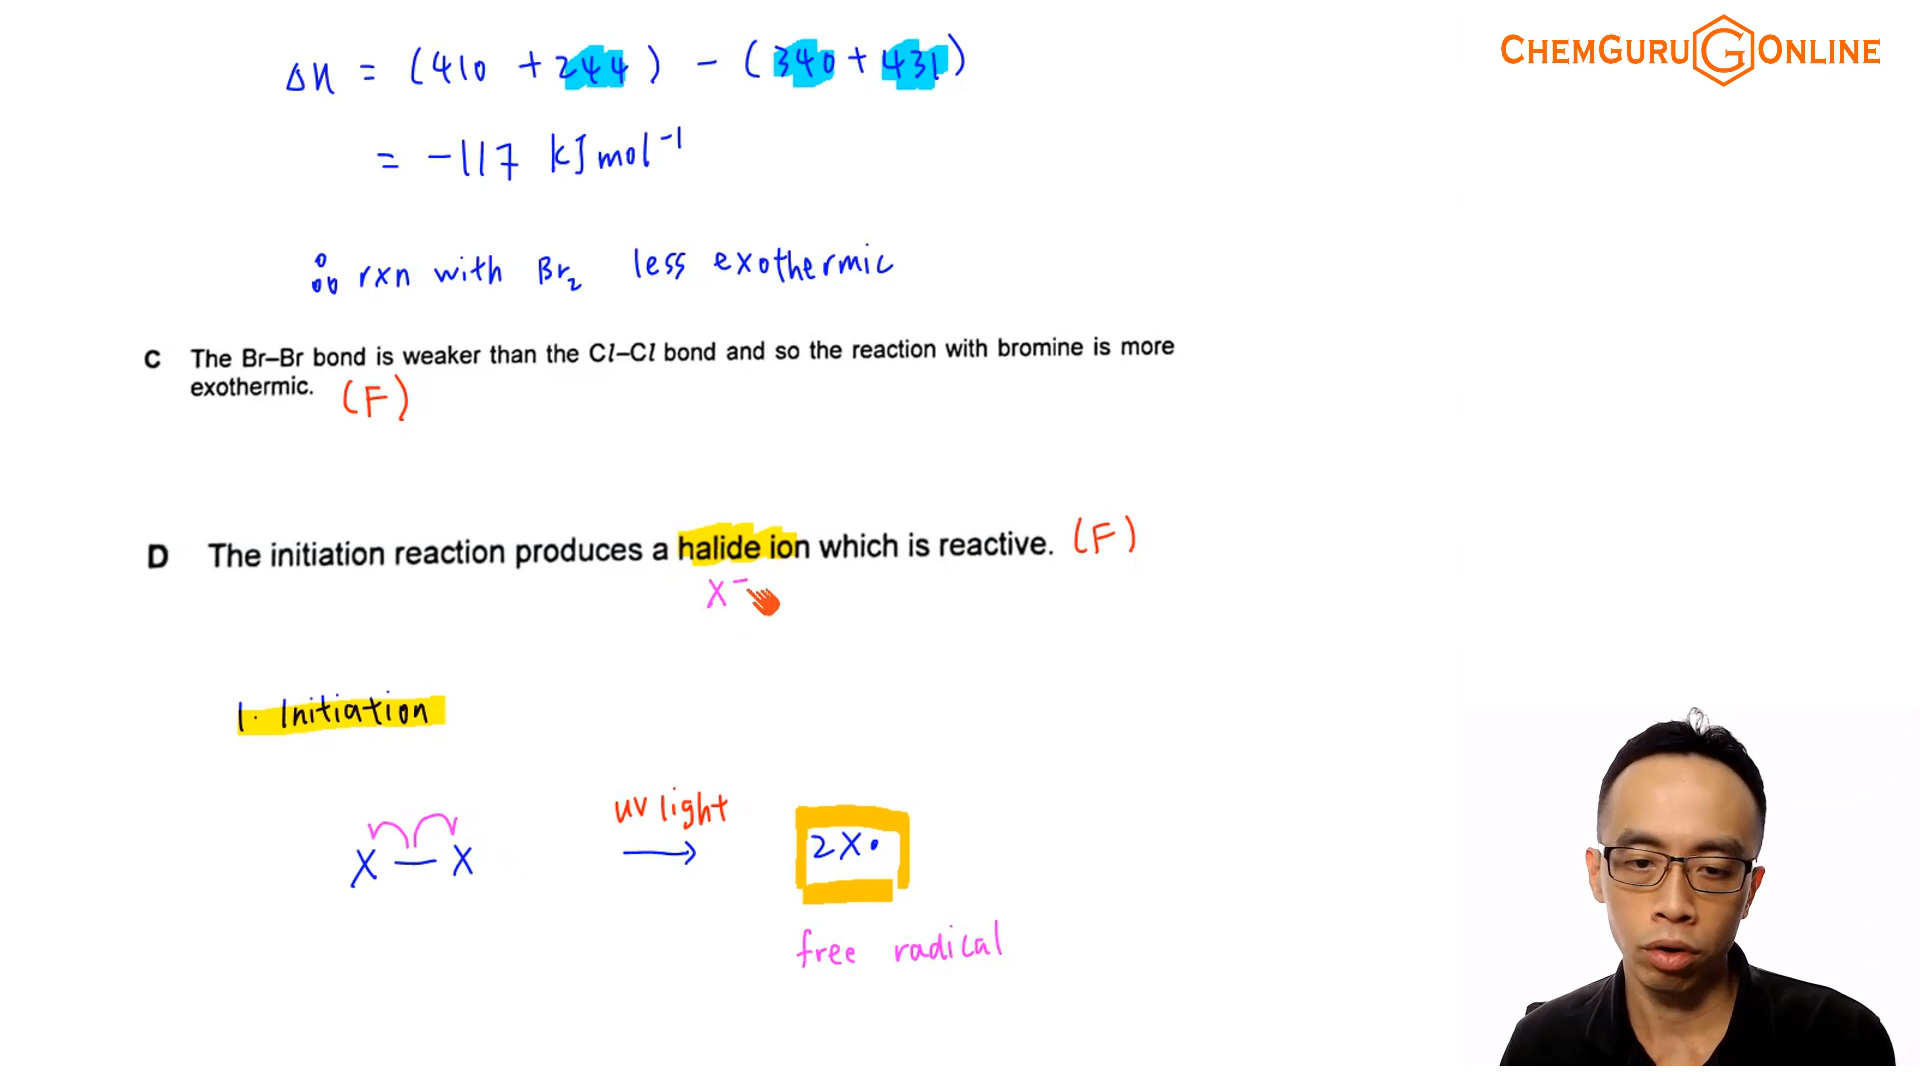 CHEMGURU G ONLINE
ΔH = (410 + 244) - (340 + 431)
= -117 kJ mol⁻¹
∴ rxn with Br₂ less exothermic
C The Br–Br bond is weaker than the Cl–Cl bond and so the reaction with bromine is more
exothermic. (F)
D The initiation reaction produces a halide ion which is reactive. (F)
X⁻
1. Initiation
uv light
X — X → 2X•
free radical